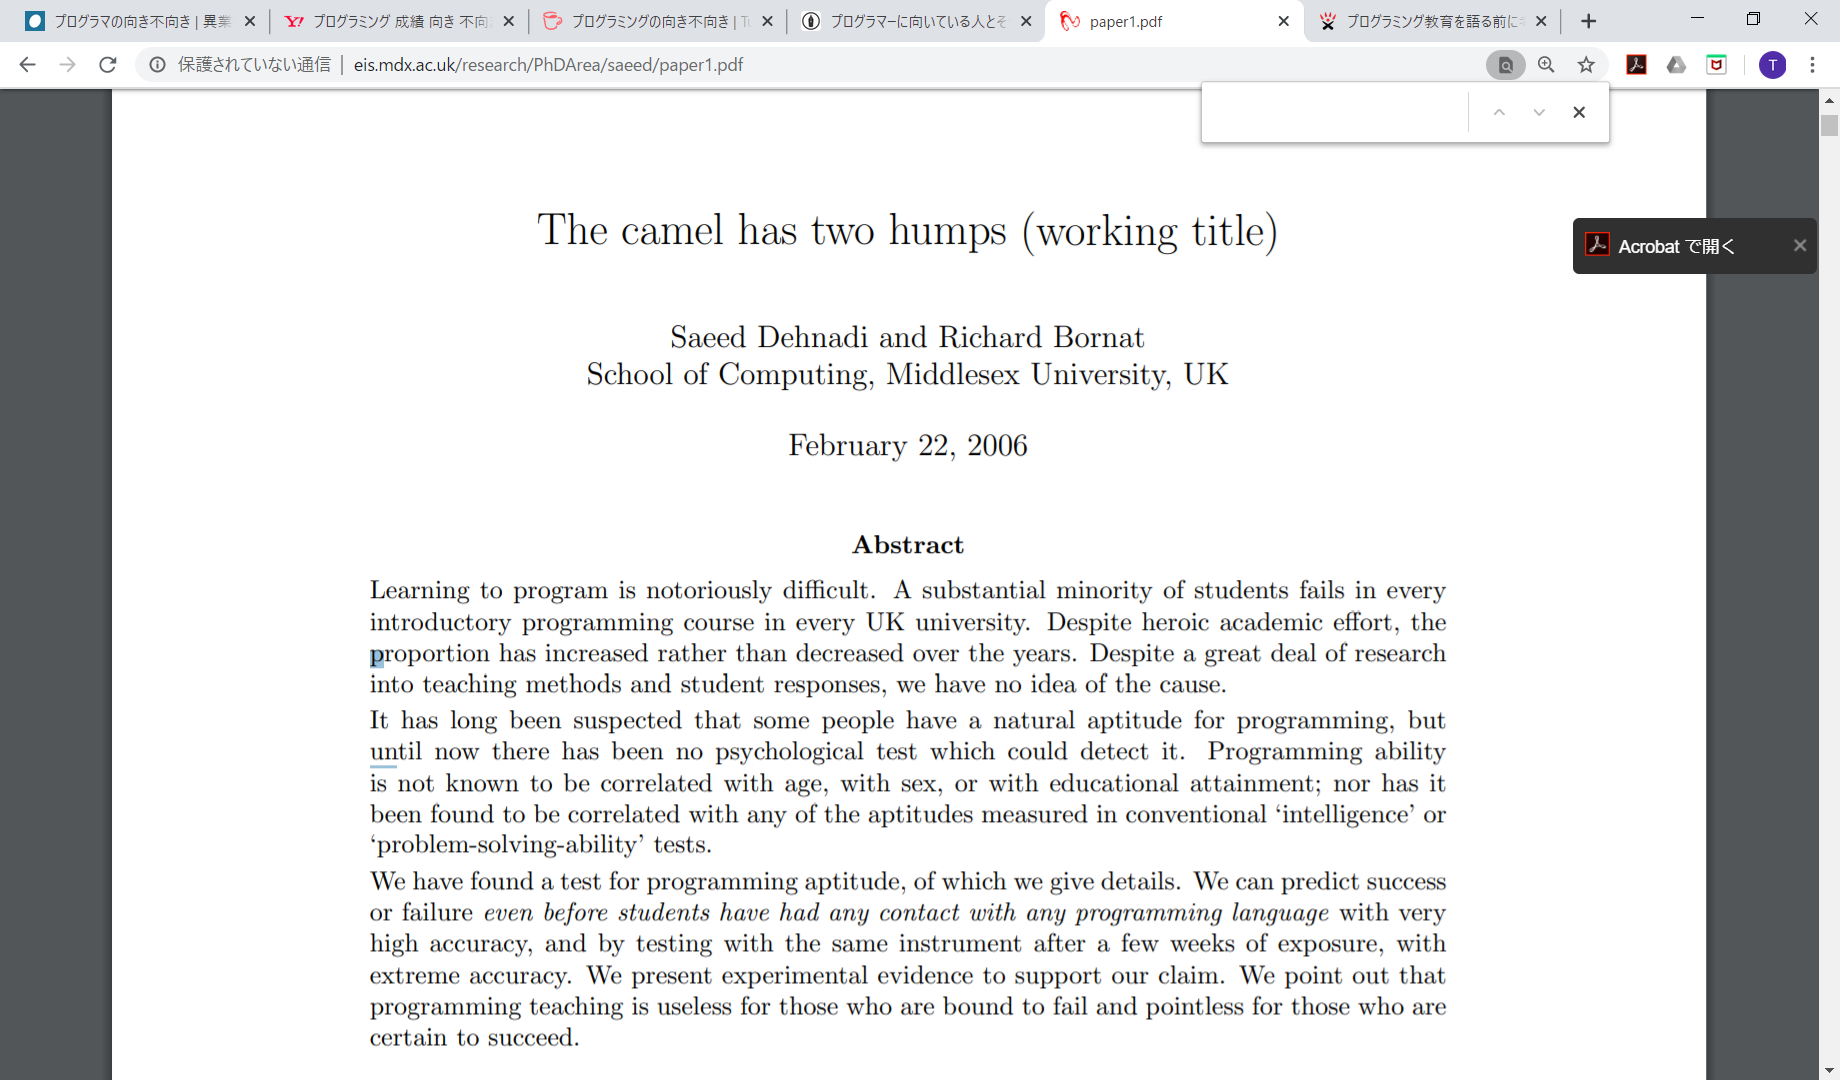 プログラマの向き不向き | 異業
プログラミング 成績 向き 不向
プログラミングの向き不向き | Tu
プログラマーに向いている人とそ
paper1.pdf
プログラミング教育を語る前に
保護されていない通信 | eis.mdx.ac.uk/research/PhDArea/saeed/paper1.pdf
T
The camel has two humps (working title)
Acrobat で開く
Saeed Dehnadi and Richard Bornat
School of Computing, Middlesex University, UK
February 22, 2006
Abstract
Learning to program is notoriously difficult. A substantial minority of students fails in every
introductory programming course in every UK university. Despite heroic academic effort, the
proportion has increased rather than decreased over the years. Despite a great deal of research
into teaching methods and student responses, we have no idea of the cause.
It has long been suspected that some people have a natural aptitude for programming, but
until now there has been no psychological test which could detect it. Programming ability
is not known to be correlated with age, with sex, or with educational attainment; nor has it
been found to be correlated with any of the aptitudes measured in conventional ‘intelligence’ or
‘problem-solving-ability’ tests.
We have found a test for programming aptitude, of which we give details. We can predict success
or failure even before students have had any contact with any programming language with very
high accuracy, and by testing with the same instrument after a few weeks of exposure, with
extreme accuracy. We present experimental evidence to support our claim. We point out that
programming teaching is useless for those who are bound to fail and pointless for those who are
certain to succeed.